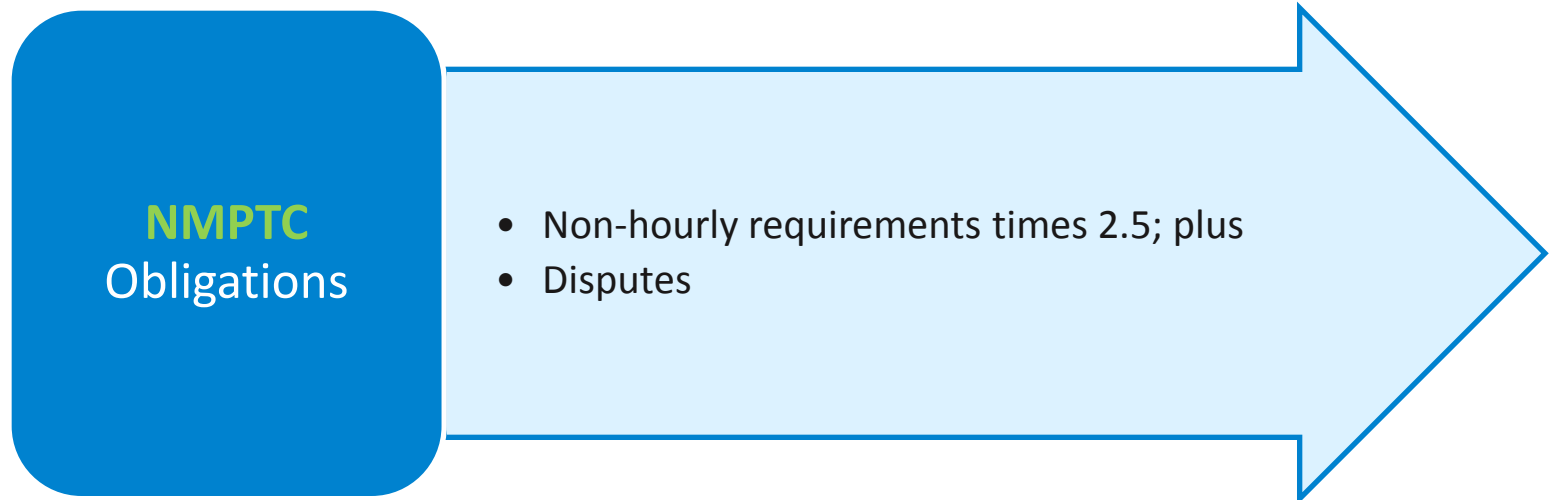 NMPTC
Obligations
• Non-hourly requirements times 2.5; plus
• Disputes